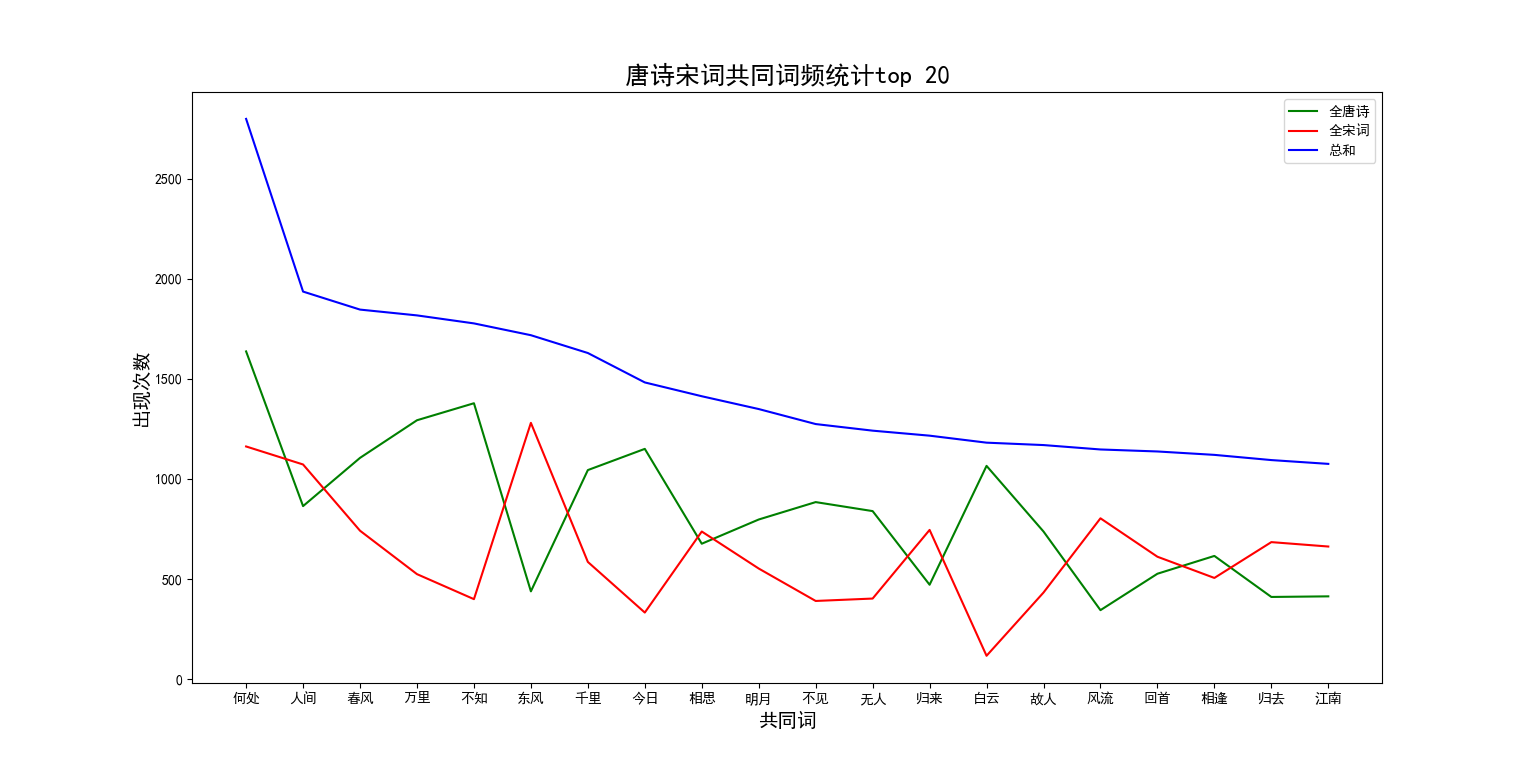 唐诗宋词共同词频统计top 20
全唐诗
全宋词
总和
出现次数
2500
2000
1500
1000
500
0
何处 人间 春风 万里 不知 东风 千里 今日 相思 明月 不见 无人 归来 白云 故人 风流 回首 相逢 归去 江南
共同词